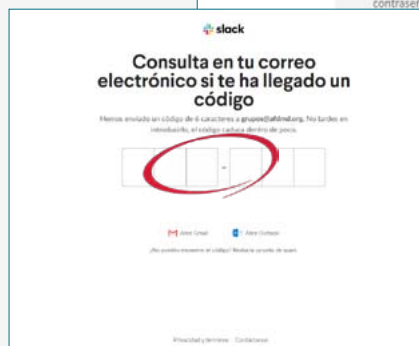 contraseñ
slack
Consulta en tu correo
electrónico si te ha llegado un
código
Hemos enviado un código de 6 caracteres a grupos@afdmd.org. No tardes en
introducirlo, el código caduca dentro de poco.
-
Abrir Gmail Abrir Outlook
¿No puedes encontrar el código? Revisa la carpeta de spam.
Privacidad y términos Contáctanos